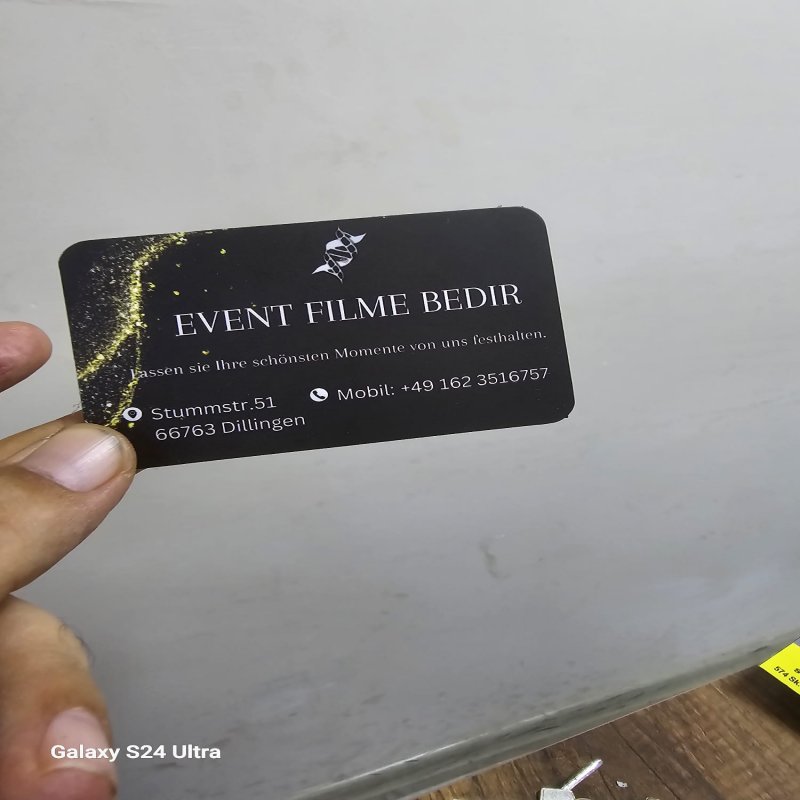 EVENT FILME BEDIR
Lassen sie Ihre schönsten Momente von uns festhalten.
Stummstr.51
66763 Dillingen
Mobil: +49 162 3516757
574
Galaxy S24 Ultra